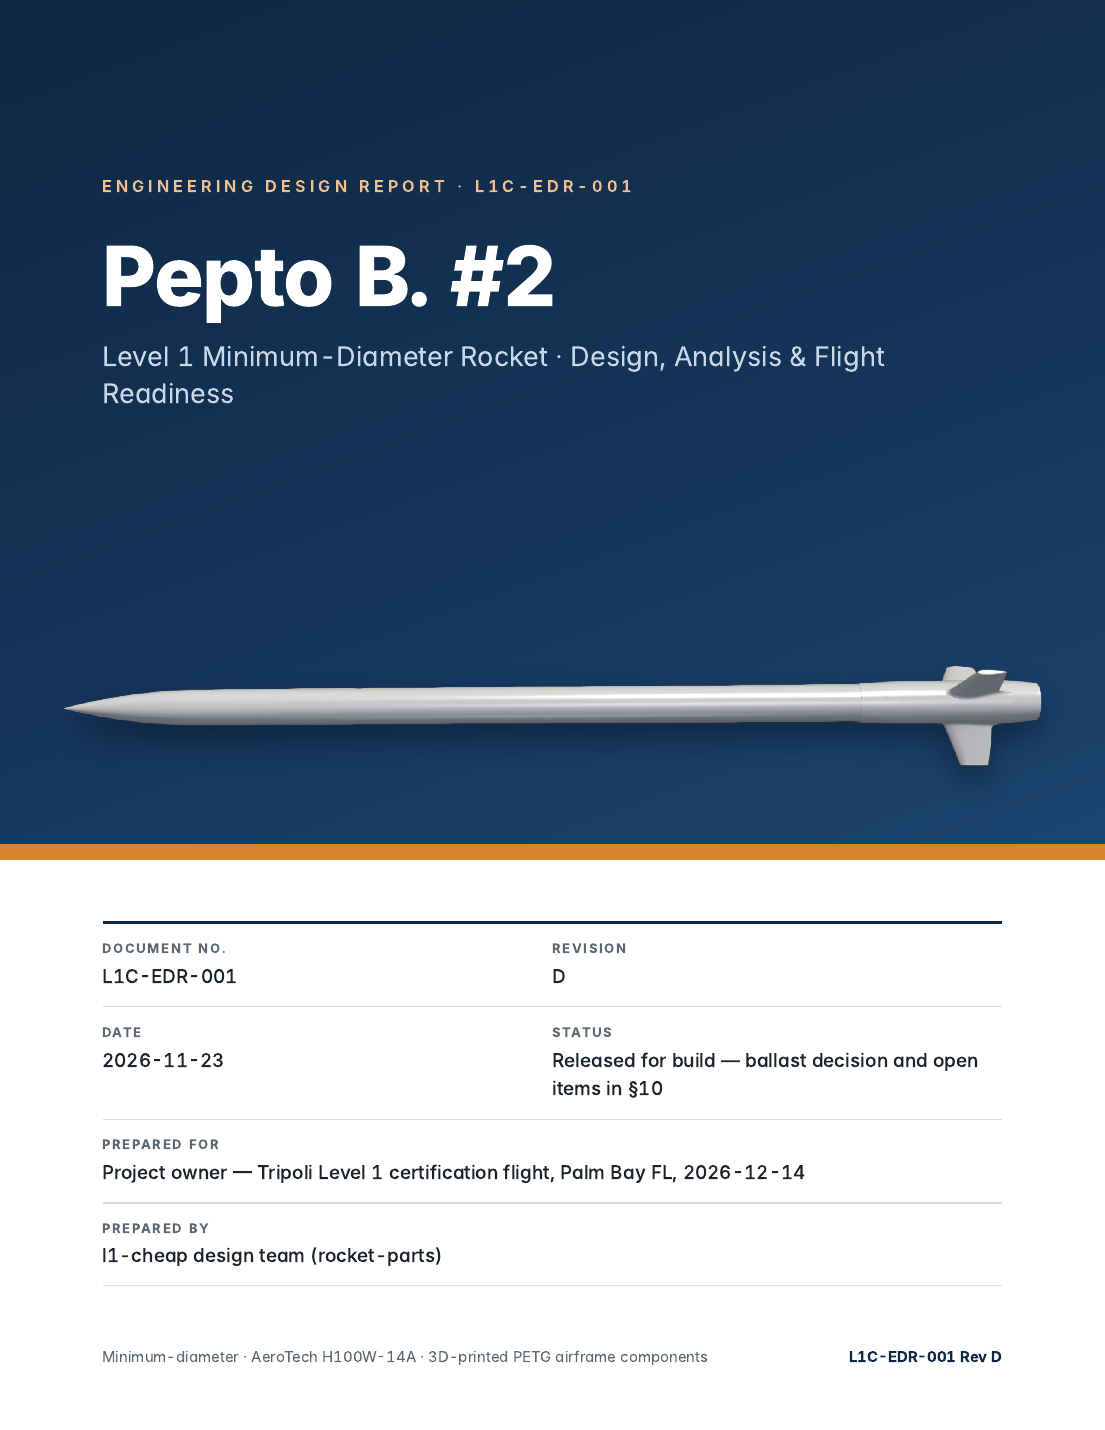 ENGINEERING DESIGN REPORT · L1C-EDR-001
Pepto B. #2
Level 1 Minimum-Diameter Rocket · Design, Analysis & Flight
Readiness
DOCUMENT NO.
L1C-EDR-001
REVISION
D
DATE
2026-11-23
STATUS
Released for build — ballast decision and open
items in §10
PREPARED FOR
Project owner — Tripoli Level 1 certification flight, Palm Bay FL, 2026-12-14
PREPARED BY
l1-cheap design team (rocket-parts)
Minimum-diameter · AeroTech H100W-14A · 3D-printed PETG airframe components
L1C-EDR-001 Rev D